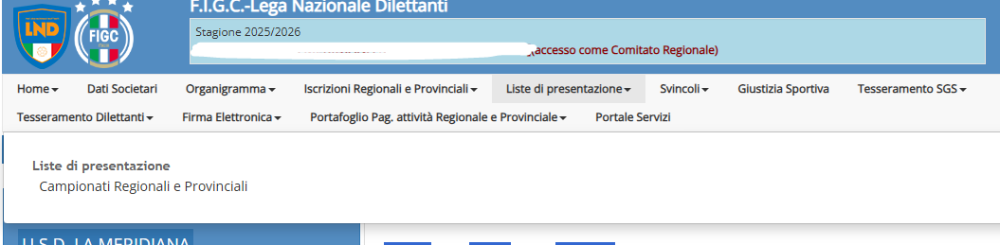 F.I.G.C.-Lega Nazionale Dilettanti
LND
FIGC
ITALIA
Stagione 2025/2026
(accesso come Comitato Regionale)
Home Dati Societari Organigramma Iscrizioni Regionali e Provinciali Liste di presentazione Svincoli Giustizia Sportiva Tesseramento SGS
Tesseramento Dilettanti Firma Elettronica Portafoglio Pag. attività Regionale e Provinciale Portale Servizi
Liste di presentazione
Campionati Regionali e Provinciali
U.S.D. LA MERIDIANA